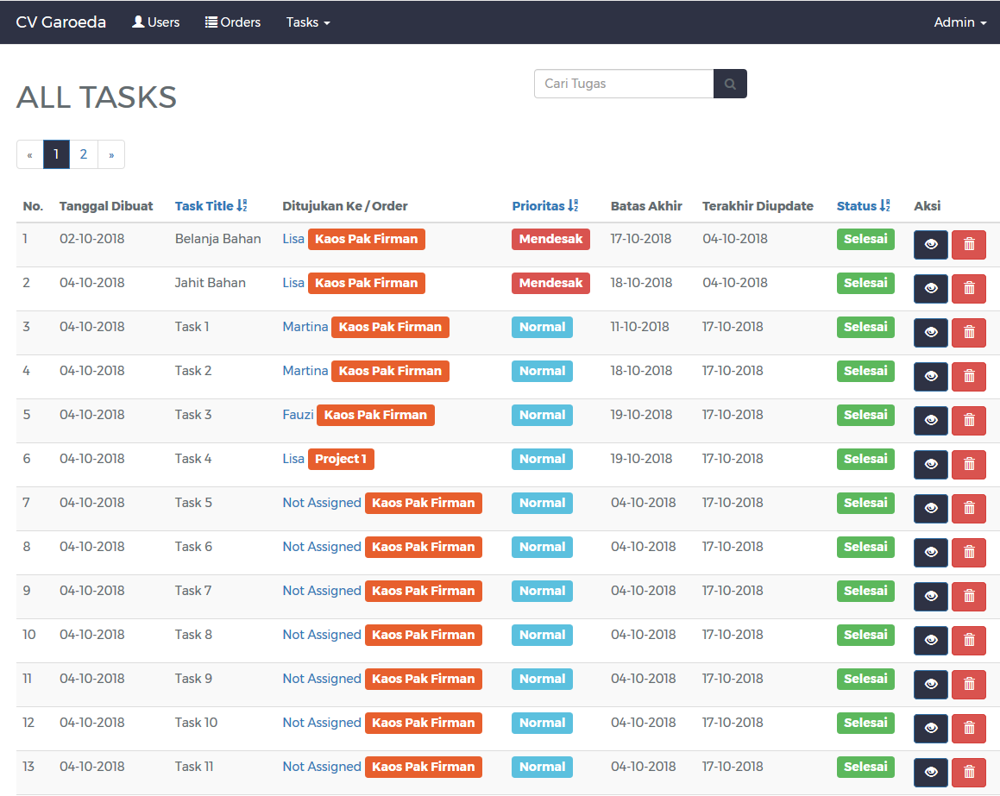 CV Garoeda Users Orders Tasks Admin
Cari Tugas
ALL TASKS
« 1 2 »
No. Tanggal Dibuat Task Title Ditujukan Ke / Order Prioritas Batas Akhir Terakhir Diupdate Status Aksi
1 02-10-2018 Belanja Bahan Lisa Kaos Pak Firman Mendesak 17-10-2018 04-10-2018 Selesai
2 04-10-2018 Jahit Bahan Lisa Kaos Pak Firman Mendesak 18-10-2018 04-10-2018 Selesai
3 04-10-2018 Task 1 Martina Kaos Pak Firman Normal 11-10-2018 17-10-2018 Selesai
4 04-10-2018 Task 2 Martina Kaos Pak Firman Normal 18-10-2018 17-10-2018 Selesai
5 04-10-2018 Task 3 Fauzi Kaos Pak Firman Normal 19-10-2018 17-10-2018 Selesai
6 04-10-2018 Task 4 Lisa Project 1 Normal 19-10-2018 17-10-2018 Selesai
7 04-10-2018 Task 5 Not Assigned Kaos Pak Firman Normal 04-10-2018 17-10-2018 Selesai
8 04-10-2018 Task 6 Not Assigned Kaos Pak Firman Normal 04-10-2018 17-10-2018 Selesai
9 04-10-2018 Task 7 Not Assigned Kaos Pak Firman Normal 04-10-2018 17-10-2018 Selesai
10 04-10-2018 Task 8 Not Assigned Kaos Pak Firman Normal 04-10-2018 17-10-2018 Selesai
11 04-10-2018 Task 9 Not Assigned Kaos Pak Firman Normal 04-10-2018 17-10-2018 Selesai
12 04-10-2018 Task 10 Not Assigned Kaos Pak Firman Normal 04-10-2018 17-10-2018 Selesai
13 04-10-2018 Task 11 Not Assigned Kaos Pak Firman Normal 04-10-2018 17-10-2018 Selesai